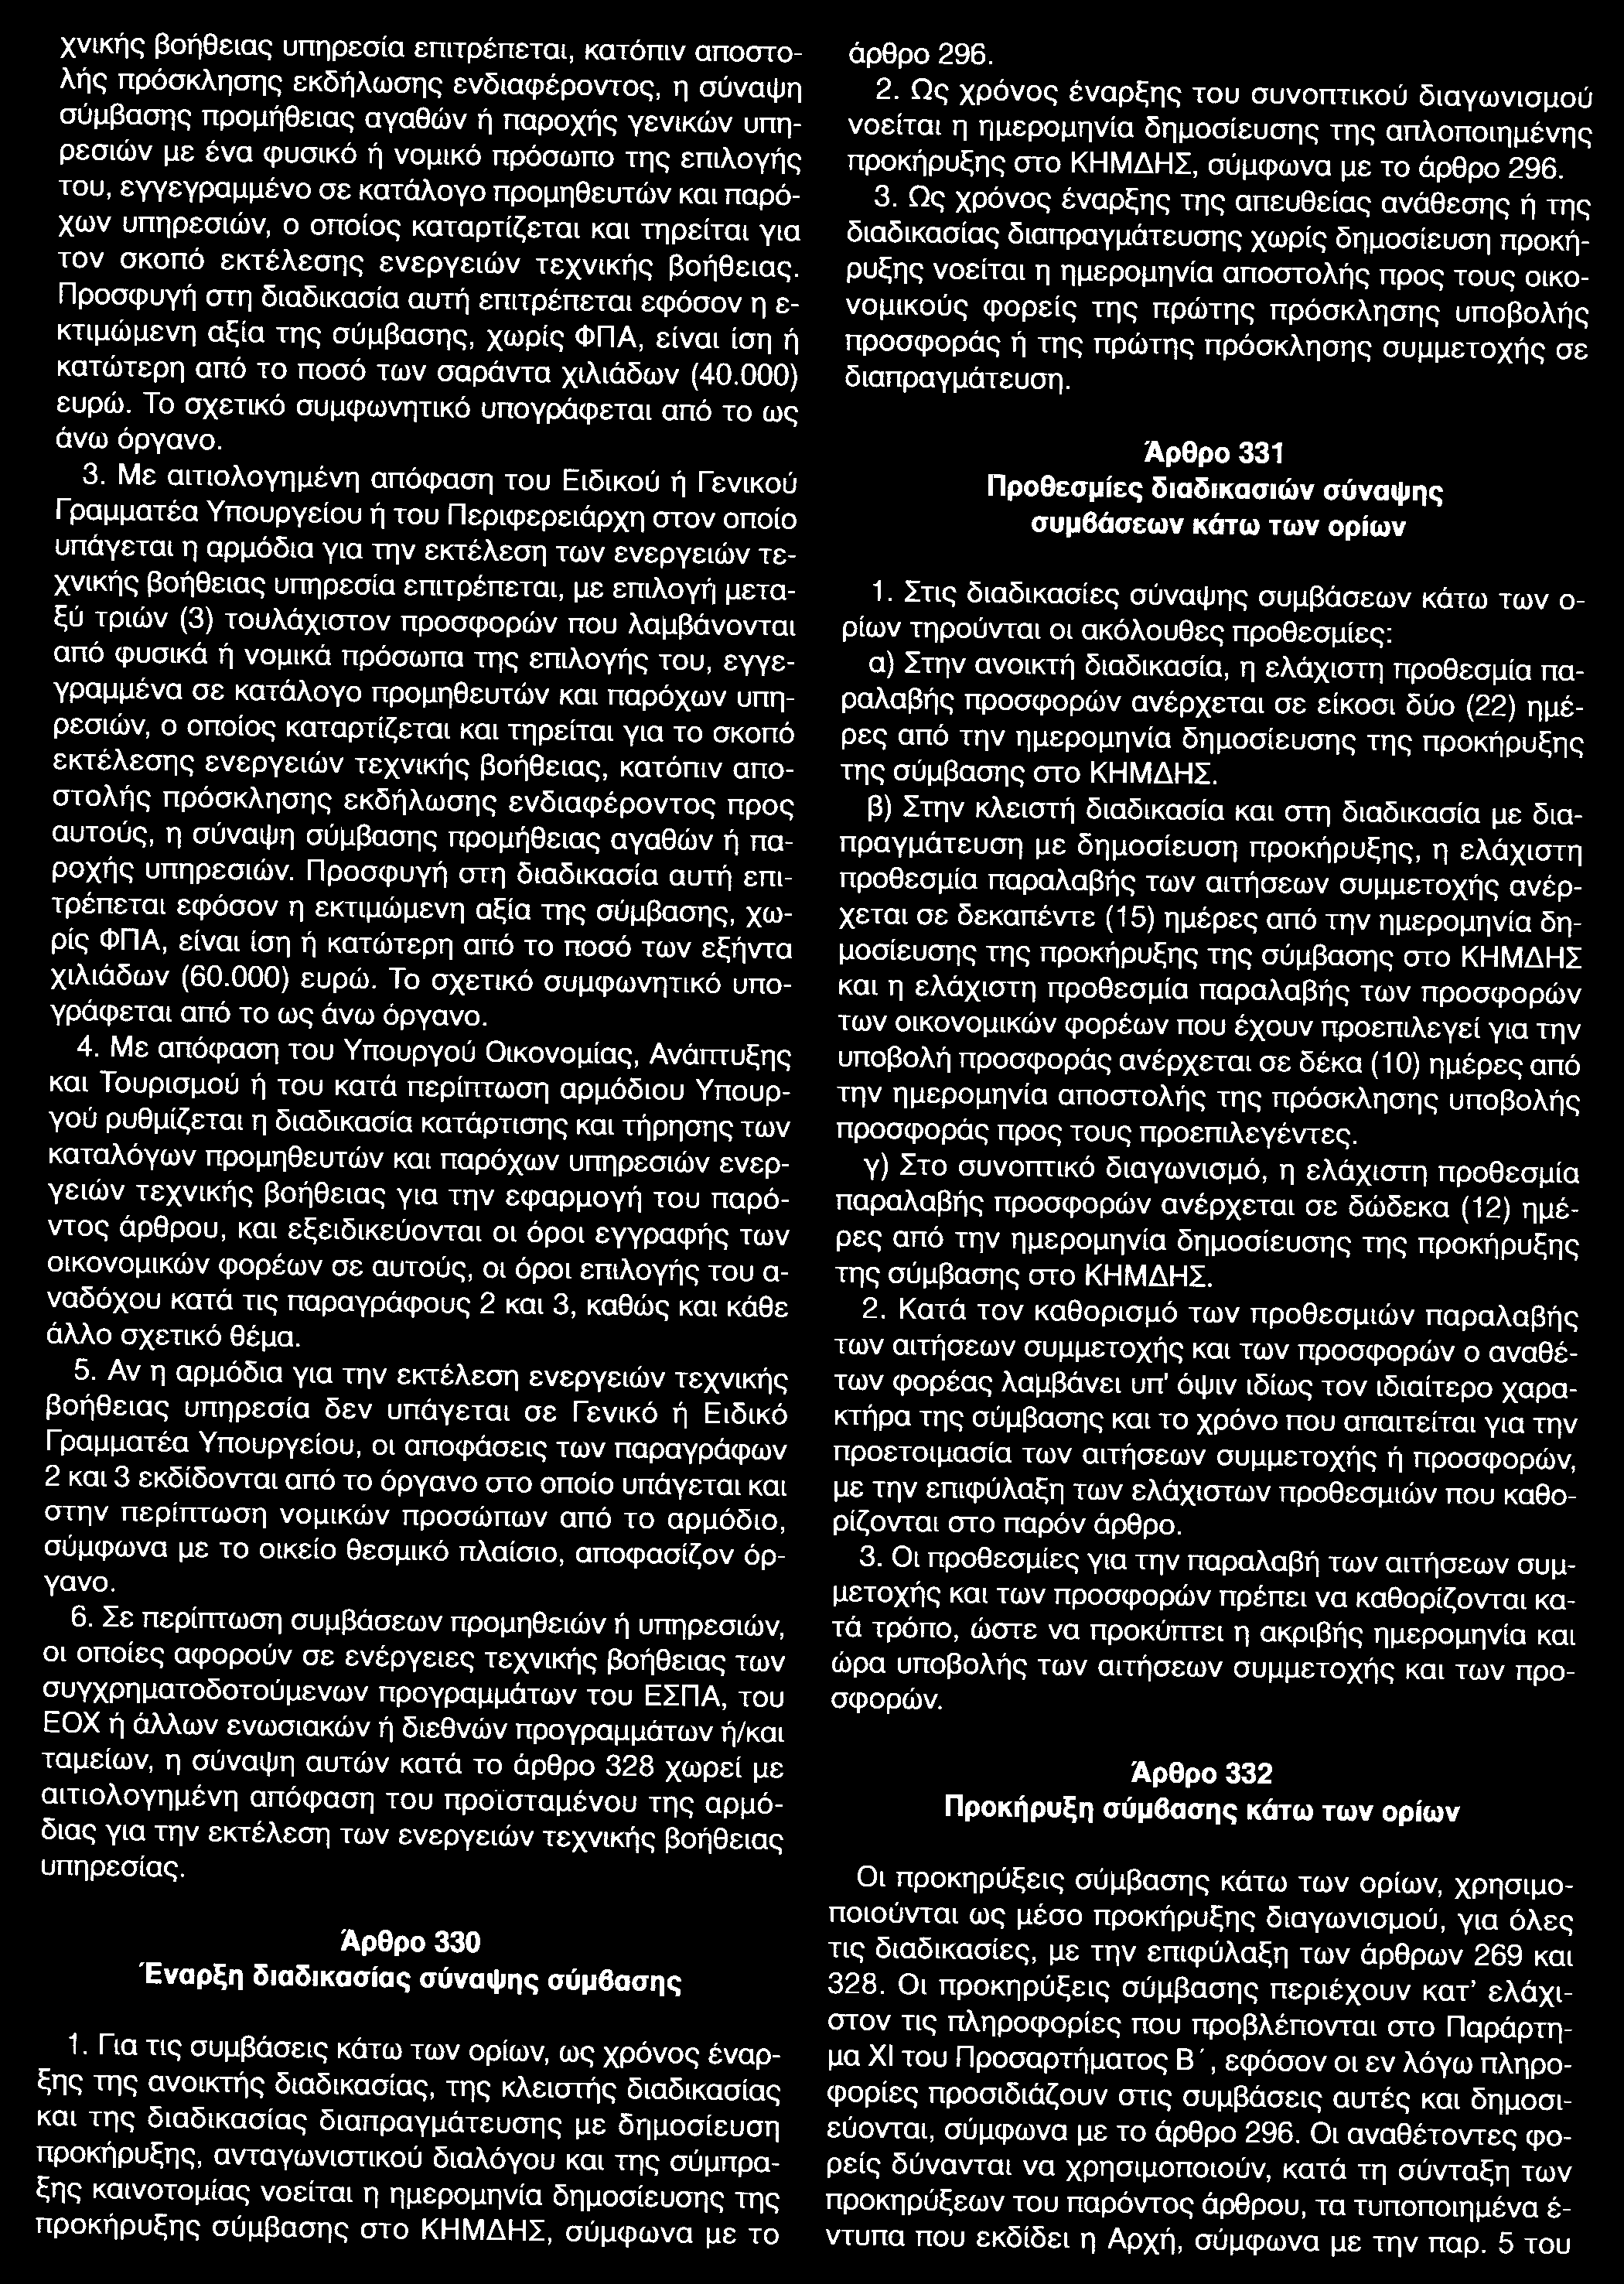 χνικής βοήθειας υπηρεσία επιτρέπεται, κατόπιν αποστο-
λής πρόσκλησης εκδήλωσης ενδιαφέροντος, η σύναψη
σύμβασης προμήθειας αγαθών ή παροχής γενικών υπη-
ρεσιών με ένα φυσικό ή νομικό πρόσωπο της επιλογής
του, εγγεγραμμένο σε κατάλογο προμηθευτών και παρό-
χων υπηρεσιών, ο οποίος καταρτίζεται και τηρείται για
τον σκοπό εκτέλεσης ενεργειών τεχνικής βοήθειας.
Προσφυγή στη διαδικασία αυτή επιτρέπεται εφόσον η ε-
κτιμώμενη αξία της σύμβασης, χωρίς ΦΠΑ, είναι ίση ή
κατώτερη από το ποσό των σαράντα χιλιάδων (40.000)
ευρώ. Το σχετικό συμφωνητικό υπογράφεται από το ως
άνω όργανο.
3. Με αιτιολογημένη απόφαση του Ειδικού ή Γενικού
Γραμματέα Υπουργείου ή του Περιφερειάρχη στον οποίο
υπάγεται η αρμόδια για την εκτέλεση των ενεργειών τε-
χνικής βοήθειας υπηρεσία επιτρέπεται, με επιλογή μετα-
ξύ τριών (3) τουλάχιστον προσφορών που λαμβάνονται
από φυσικά ή νομικά πρόσωπα της επιλογής του, εγγε-
γραμμένα σε κατάλογο προμηθευτών και παρόχων υπη-
ρεσιών, ο οποίος καταρτίζεται και τηρείται για το σκοπό
εκτέλεσης ενεργειών τεχνικής βοήθειας, κατόπιν απο-
στολής πρόσκλησης εκδήλωσης ενδιαφέροντος προς
αυτούς, η σύναψη σύμβασης προμήθειας αγαθών ή πα-
ροχής υπηρεσιών. Προσφυγή στη διαδικασία αυτή επι-
τρέπεται εφόσον η εκτιμώμενη αξία της σύμβασης, χω-
ρίς ΦΠΑ, είναι ίση ή κατώτερη από το ποσό των εξήντα
χιλιάδων (60.000) ευρώ. Το σχετικό συμφωνητικό υπο-
γράφεται από το ως άνω όργανο.
4. Με απόφαση του Υπουργού Οικονομίας, Ανάπτυξης
και Τουρισμού ή του κατά περίπτωση αρμόδιου Υπουρ-
γού ρυθμίζεται η διαδικασία κατάρτισης και τήρησης των
καταλόγων προμηθευτών και παρόχων υπηρεσιών ενερ-
γειών τεχνικής βοήθειας για την εφαρμογή του παρό-
ντος άρθρου, και εξειδικεύονται οι όροι εγγραφής των
οικονομικών φορέων σε αυτούς, οι όροι επιλογής του α-
ναδόχου κατά τις παραγράφους 2 και 3, καθώς και κάθε
άλλο σχετικό θέμα.
5. Αν η αρμόδια για την εκτέλεση ενεργειών τεχνικής
βοήθειας υπηρεσία δεν υπάγεται σε Γενικό ή Ειδικό
Γραμματέα Υπουργείου, οι αποφάσεις των παραγράφων
2 και 3 εκδίδονται από το όργανο στο οποίο υπάγεται και
στην περίπτωση νομικών προσώπων από το αρμόδιο,
σύμφωνα με το οικείο θεσμικό πλαίσιο, αποφασίζον όρ-
γανο.
6. Σε περίπτωση συμβάσεων προμηθειών ή υπηρεσιών,
οι οποίες αφορούν σε ενέργειες τεχνικής βοήθειας των
συγχρηματοδοτούμενων προγραμμάτων του ΕΣΠΑ, του
ΕΟΧ ή άλλων ενωσιακών ή διεθνών προγραμμάτων ή/και
ταμείων, η σύναψη αυτών κατά το άρθρο 328 χωρεί με
αιτιολογημένη απόφαση του προϊσταμένου της αρμό-
διας για την εκτέλεση των ενεργειών τεχνικής βοήθειας
υπηρεσίας.
Άρθρο 330
Έναρξη διαδικασίας σύναψης σύμβασης
1. Για τις συμβάσεις κάτω των ορίων, ως χρόνος έναρ-
ξης της ανοικτής διαδικασίας, της κλειστής διαδικασίας
και της διαδικασίας διαπραγμάτευσης με δημοσίευση
προκήρυξης, ανταγωνιστικού διαλόγου και της σύμπρα-
ξης καινοτομίας νοείται η ημερομηνία δημοσίευσης της
προκήρυξης σύμβασης στο ΚΗΜΔΗΣ, σύμφωνα με το
άρθρο 296.
2. Ως χρόνος έναρξης του συνοπτικού διαγωνισμού
νοείται η ημερομηνία δημοσίευσης της απλοποιημένης
προκήρυξης στο ΚΗΜΔΗΣ, σύμφωνα με το άρθρο 296.
3. Ως χρόνος έναρξης της απευθείας ανάθεσης ή της
διαδικασίας διαπραγμάτευσης χωρίς δημοσίευση προκή-
ρυξης νοείται η ημερομηνία αποστολής προς τους οικο-
νομικούς φορείς της πρώτης πρόσκλησης υποβολής
προσφοράς ή της πρώτης πρόσκλησης συμμετοχής σε
διαπραγμάτευση.
Άρθρο 331
Προθεσμίες διαδικασιών σύναψης
συμβάσεων κάτω των ορίων
1. Στις διαδικασίες σύναψης συμβάσεων κάτω των ο-
ρίων τηρούνται οι ακόλουθες προθεσμίες:
α) Στην ανοικτή διαδικασία, η ελάχιστη προθεσμία πα-
ραλαβής προσφορών ανέρχεται σε είκοσι δύο (22) ημέ-
ρες από την ημερομηνία δημοσίευσης της προκήρυξης
της σύμβασης στο ΚΗΜΔΗΣ.
β) Στην κλειστή διαδικασία και στη διαδικασία με δια-
πραγμάτευση με δημοσίευση προκήρυξης, η ελάχιστη
προθεσμία παραλαβής των αιτήσεων συμμετοχής ανέρ-
χεται σε δεκαπέντε (15) ημέρες από την ημερομηνία δη-
μοσίευσης της προκήρυξης της σύμβασης στο ΚΗΜΔΗΣ
και η ελάχιστη προθεσμία παραλαβής των προσφορών
των οικονομικών φορέων που έχουν προεπιλεγεί για την
υποβολή προσφοράς ανέρχεται σε δέκα (10) ημέρες από
την ημερομηνία αποστολής της πρόσκλησης υποβολής
προσφοράς προς τους προεπιλεγέντες.
γ) Στο συνοπτικό διαγωνισμό, η ελάχιστη προθεσμία
παραλαβής προσφορών ανέρχεται σε δώδεκα (12) ημέ-
ρες από την ημερομηνία δημοσίευσης της προκήρυξης
της σύμβασης στο ΚΗΜΔΗΣ.
2. Κατά τον καθορισμό των προθεσμιών παραλαβής
των αιτήσεων συμμετοχής και των προσφορών ο αναθέ-
των φορέας λαμβάνει υπ' όψιν ιδίως τον ιδιαίτερο χαρα-
κτήρα της σύμβασης και το χρόνο που απαιτείται για την
προετοιμασία των αιτήσεων συμμετοχής ή προσφορών,
με την επιφύλαξη των ελάχιστων προθεσμιών που καθο-
ρίζονται στο παρόν άρθρο.
3. Οι προθεσμίες για την παραλαβή των αιτήσεων συμ-
μετοχής και των προσφορών πρέπει να καθορίζονται κα-
τά τρόπο, ώστε να προκύπτει η ακριβής ημερομηνία και
ώρα υποβολής των αιτήσεων συμμετοχής και των προ-
σφορών.
Άρθρο 332
Προκήρυξη σύμβασης κάτω των ορίων
Οι προκηρύξεις σύμβασης κάτω των ορίων, χρησιμο-
ποιούνται ως μέσο προκήρυξης διαγωνισμού, για όλες
τις διαδικασίες, με την επιφύλαξη των άρθρων 269 και
328. Οι προκηρύξεις σύμβασης περιέχουν κατ' ελάχι-
στον τις πληροφορίες που προβλέπονται στο Παράρτη-
μα ΧΙ του Προσαρτήματος Β΄, εφόσον οι εν λόγω πληρο-
φορίες προσιδιάζουν στις συμβάσεις αυτές και δημοσι-
εύονται, σύμφωνα με το άρθρο 296. Οι αναθέτοντες φο-
ρείς δύνανται να χρησιμοποιούν, κατά τη σύνταξη των
προκηρύξεων του παρόντος άρθρου, τα τυποποιημένα έ-
ντυπα που εκδίδει η Αρχή, σύμφωνα με την παρ. 5 του